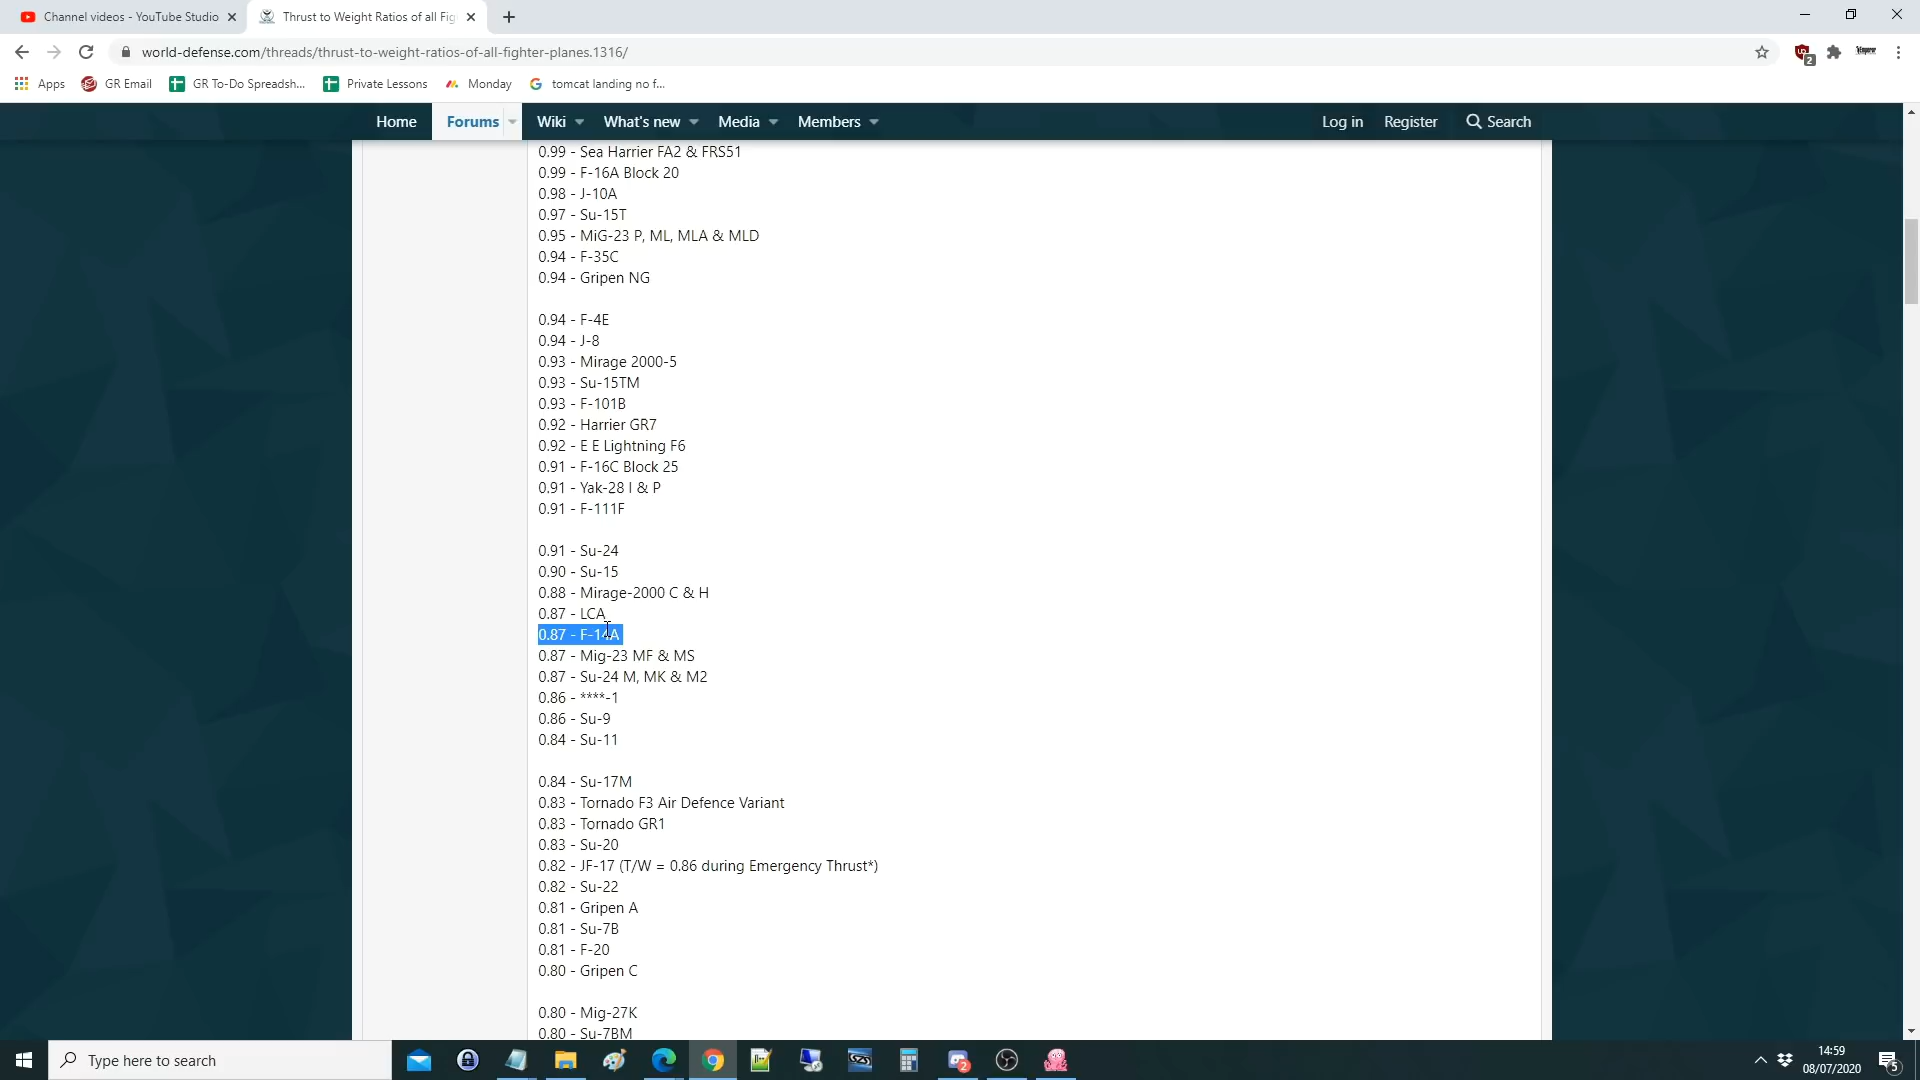 Channel videos - YouTube Studio
Thrust to Weight Ratios of all Fig
world-defense.com/threads/thrust-to-weight-ratios-of-all-fighter-planes.1316/
2
Apps
GR Email
GR To-Do Spreadsh...
Private Lessons
Monday
tomcat landing no f...
Home
Forums
Wiki
What's new
Media
Members
Log in
Register
Search
0.99 - Sea Harrier FA2 & FRS51
0.99 - F-16A Block 20
0.98 - J-10A
0.97 - Su-15T
0.95 - MiG-23 P, ML, MLA & MLD
0.94 - F-35C
0.94 - Gripen NG
0.94 - F-4E
0.94 - J-8
0.93 - Mirage 2000-5
0.93 - Su-15TM
0.93 - F-101B
0.92 - Harrier GR7
0.92 - E E Lightning F6
0.91 - F-16C Block 25
0.91 - Yak-28 I & P
0.91 - F-111F
0.91 - Su-24
0.90 - Su-15
0.88 - Mirage-2000 C & H
0.87 - LCA
0.87 - F-14A
0.87 - Mig-23 MF & MS
0.87 - Su-24 M, MK & M2
0.86 - ****-1
0.86 - Su-9
0.84 - Su-11
0.84 - Su-17M
0.83 - Tornado F3 Air Defence Variant
0.83 - Tornado GR1
0.83 - Su-20
0.82 - JF-17 (T/W = 0.86 during Emergency Thrust*)
0.82 - Su-22
0.81 - Gripen A
0.81 - Su-7B
0.81 - F-20
0.80 - Gripen C
0.80 - Mig-27K
0.80 - Su-7BM
Type here to search
2
14:59
08/07/2020
5